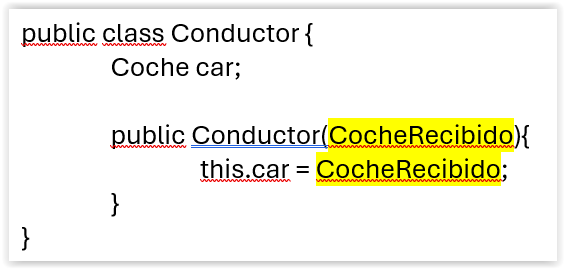 public class Conductor {
Coche car;
public Conductor(CocheRecibido){
this.car = CocheRecibido;
}
}